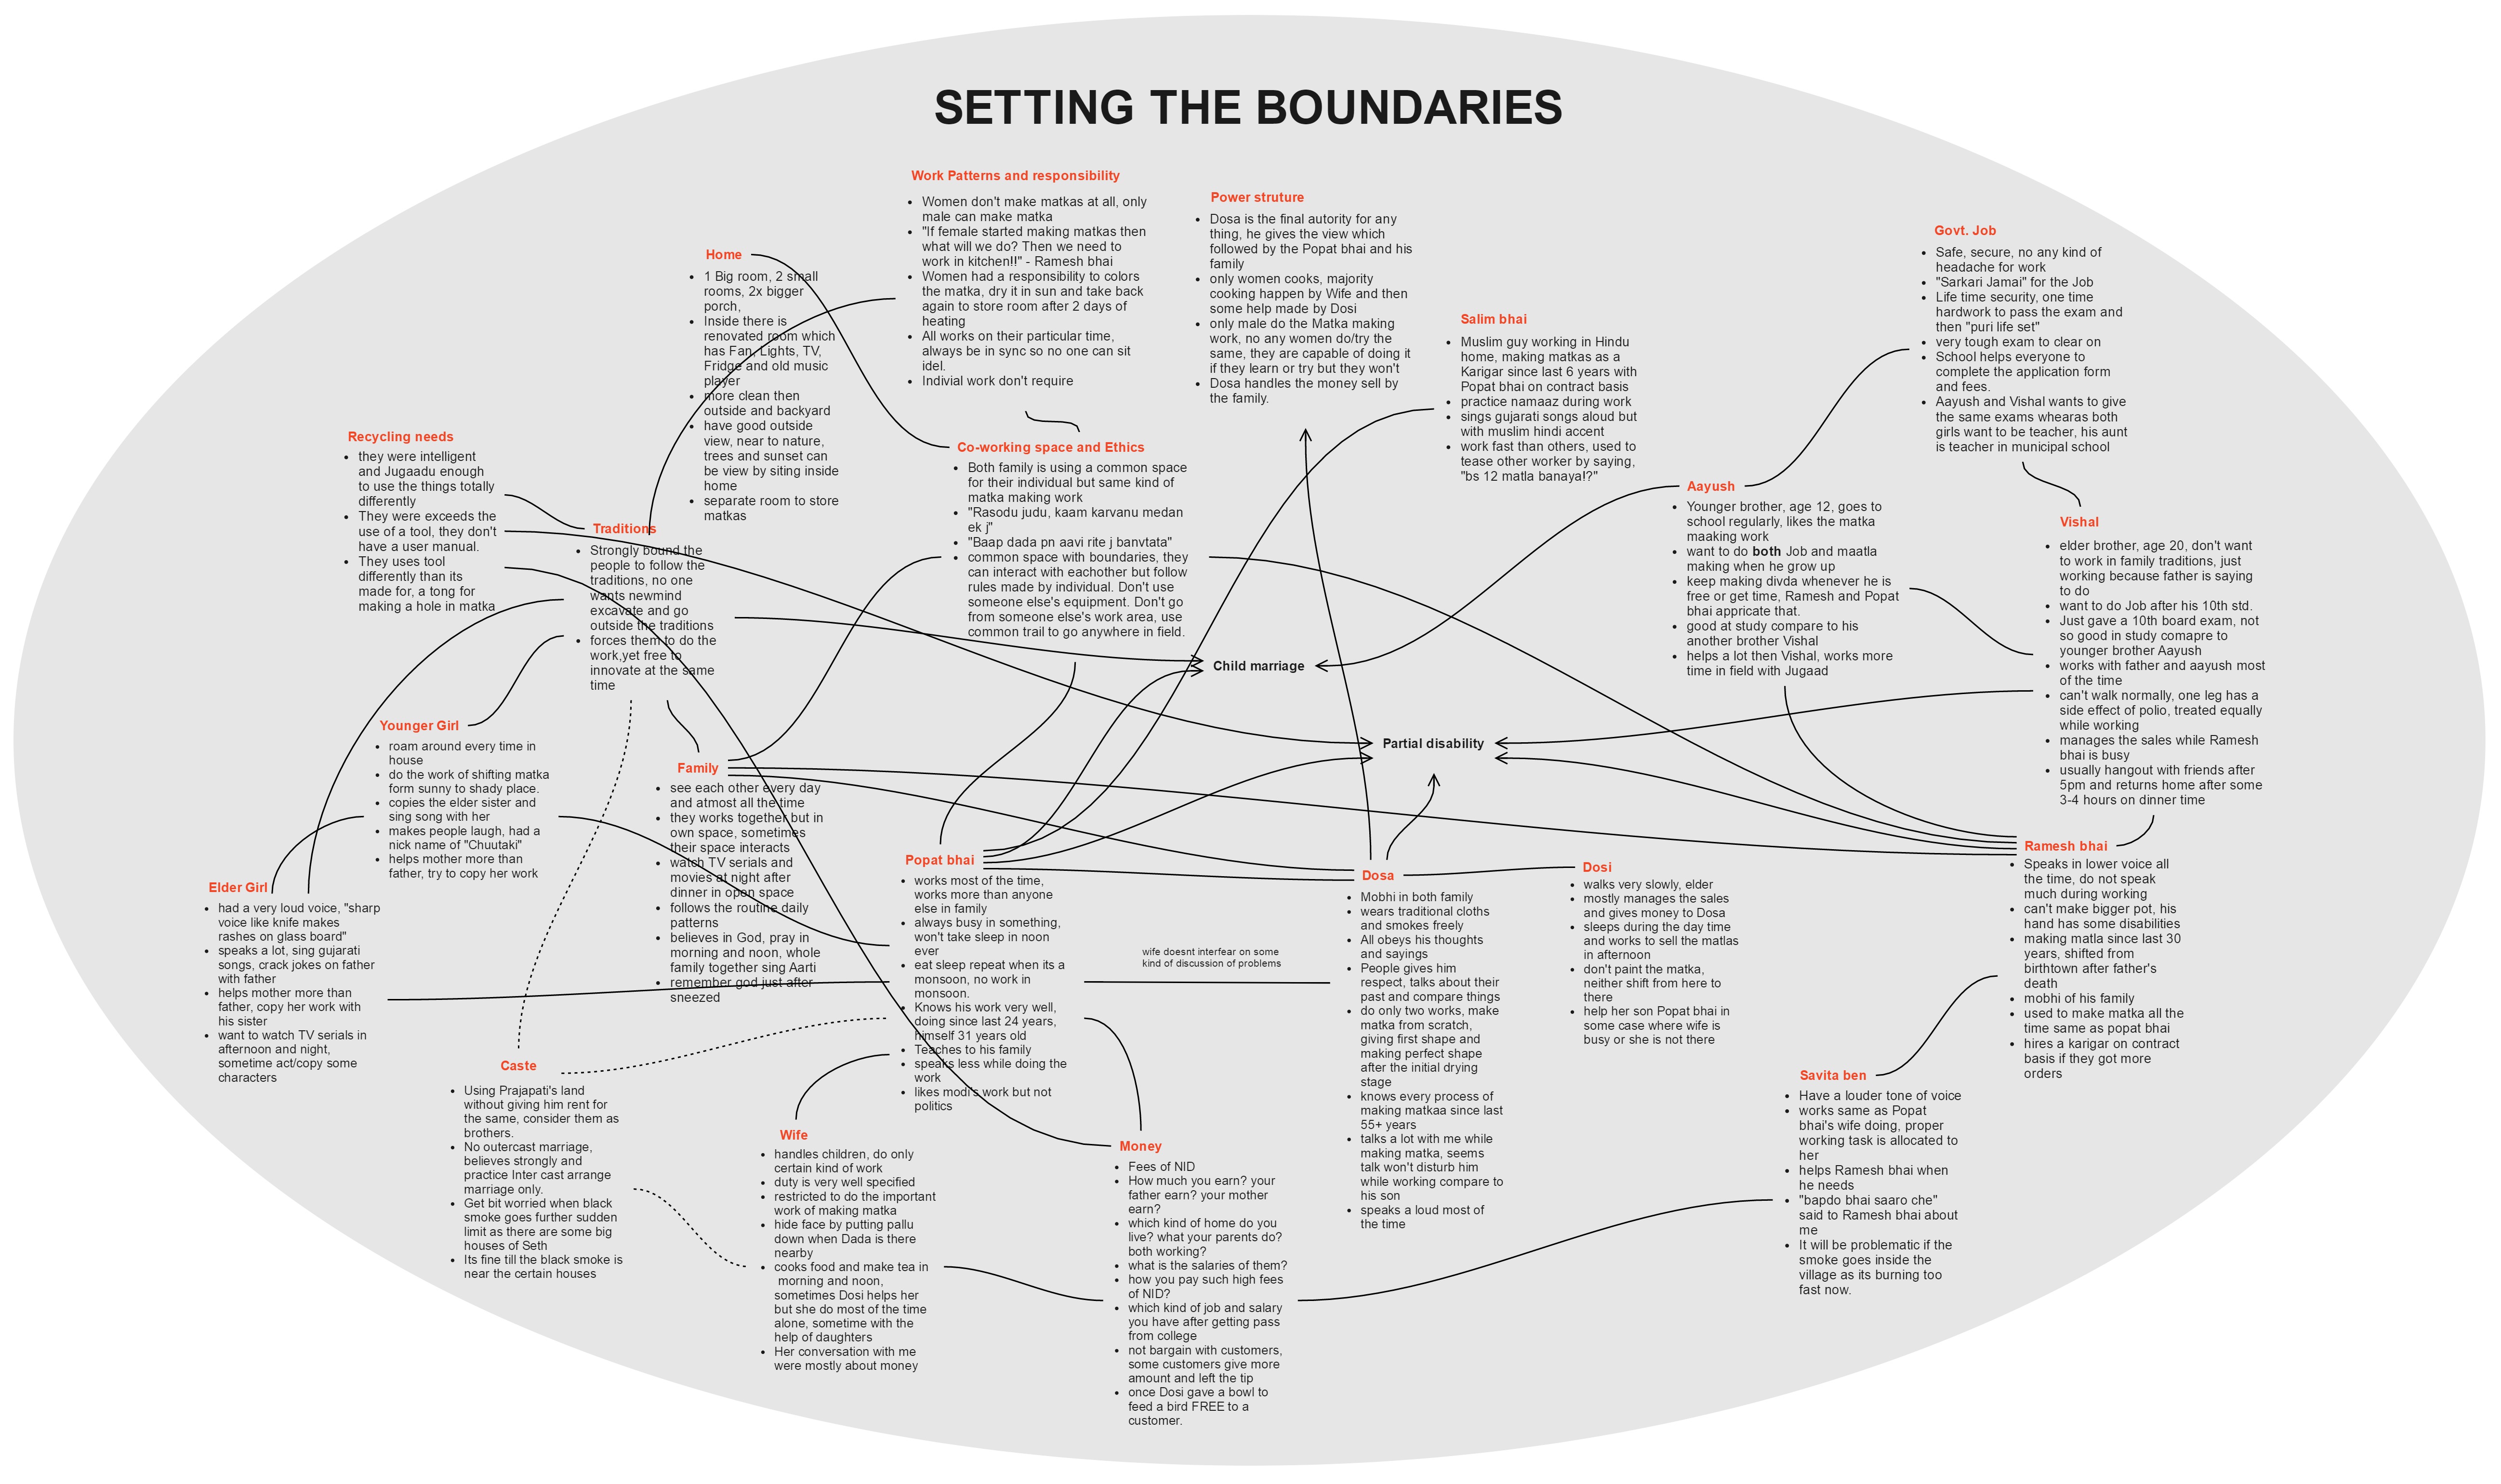 SETTING THE BOUNDARIES
Work Patterns and responsibility
• Women don't make matkas at all, only
male can make matka
• "If female started making matkas then
what will we do? Then we need to
work in kitchen!!" - Ramesh bhai
• Women had a responsibility to colors
the matka, dry it in sun and take back
again to store room after 2 days of
heating
• All works on their particular time,
always be in sync so no one can sit
idel.
• Indivial work don't require
Power struture
• Dosa is the final autority for any
thing, he gives the view which
followed by the Popat bhai and his
family
• only women cooks, majority
cooking happen by Wife and then
some help made by Dosi
• only male do the Matka making
work, no any women do/try the
same, they are capable of doing it
if they learn or try but they won't
• Dosa handles the money sell by
the family.
Govt. Job
• Safe, secure, no any kind of
headache for work
• "Sarkari Jamai" for the Job
• Life time security, one time
hardwork to pass the exam and
then "puri life set"
• very tough exam to clear on
• School helps everyone to
complete the application form
and fees.
• Aayush and Vishal wants to give
the same exams whearas both
girls want to be teacher, his aunt
is teacher in municipal school
Home
• 1 Big room, 2 small
rooms, 2x bigger
porch,
• Inside there is
renovated room which
has Fan, Lights, TV,
Fridge and old music
player
• more clean then
outside and backyard
• have good outside
view, near to nature,
trees and sunset can
be view by siting inside
home
• separate room to store
matkas
Salim bhai
• Muslim guy working in Hindu
home, making matkas as a
Karigar since last 6 years with
Popat bhai on contract basis
• practice namaaz during work
• sings gujarati songs aloud but
with muslim hindi accent
• work fast than others, used to
tease other worker by saying,
"bs 12 matla banaya!?"
Recycling needs
• they were intelligent
and Jugaadu enough
to use the things totally
differently
• They were exceeds the
use of a tool, they don't
have a user manual.
• They uses tool
differently than its
made for, a tong for
making a hole in matka
Co-working space and Ethics
• Both family is using a common space
for their individual but same kind of
matka making work
• "Rasodu judu, kaam karvanu medan
ek j"
• "Baap dada pn aavi rite j banvtata"
• common space with boundaries, they
can interact with eachother but follow
rules made by individual. Don't use
someone else's equipment. Don't go
from someone else's work area, use
common trail to go anywhere in field.
Aayush
• Younger brother, age 12, goes to
school regularly, likes the matka
maaking work
• want to do both Job and maatla
making when he grow up
• keep making divda whenever he is
free or get time, Ramesh and Popat
bhai appricate that.
• good at study compare to his
another brother Vishal
• helps a lot then Vishal, works more
time in field with Jugaad
Vishal
• elder brother, age 20, don't want
to work in family traditions, just
working because father is saying
to do
• want to do Job after his 10th std.
• Just gave a 10th board exam, not
so good in study comapre to
younger brother Aayush
• works with father and aayush most
of the time
• can't walk normally, one leg has a
side effect of polio, treated equally
while working
• manages the sales while Ramesh
bhai is busy
• usually hangout with friends after
5pm and returns home after some
3-4 hours on dinner time
Traditions
• Strongly bound the
people to follow the
traditions, no one
wants newmind
excavate and go
outside the traditions
• forces them to do the
work,yet free to
innovate at the same
time
Child marriage
Partial disability
Younger Girl
• roam around every time in
house
• do the work of shifting matka
form sunny to shady place.
• copies the elder sister and
sing song with her
• makes people laugh, had a
nick name of "Chuutaki"
• helps mother more than
father, try to copy her work
Family
• see each other every day
and atmost all the time
• they works together but in
own space, sometimes
their space interacts
• watch TV serials and
movies at night after
dinner in open space
• follows the routine daily
patterns
• believes in God, pray in
morning and noon, whole
family together sing Aarti
• remember god just after
sneezed
Elder Girl
• had a very loud voice, "sharp
voice like knife makes
rashes on glass board"
• speaks a lot, sing gujarati
songs, crack jokes on father
with father
• helps mother more than
father, copy her work with
his sister
• want to watch TV serials in
afternoon and night,
sometime act/copy some
characters
Popat bhai
• works most of the time,
works more than anyone
else in family
• always busy in something,
won't take sleep in noon
ever
• eat sleep repeat when its a
monsoon, no work in
monsoon.
• Knows his work very well,
doing since last 24 years,
himself 31 years old
• Teaches to his family
• speaks less while doing the
work
• likes modi's work but not
politics
wife doesnt interfear on some
kind of discussion of problems
Dosa
• Mobhi in both family
• wears traditional cloths
and smokes freely
• All obeys his thoughts
and sayings
• People gives him
respect, talks about their
past and compare things
• do only two works, make
matka from scratch,
giving first shape and
making perfect shape
after the initial drying
stage
• knows every process of
making matkaa since last
55+ years
• talks a lot with me while
making matka, seems
talk won't disturb him
while working compare to
his son
• speaks a loud most of
the time
Dosi
• walks very slowly, elder
• mostly manages the sales
and gives money to Dosa
• sleeps during the day time
and works to sell the matlas
in afternoon
• don't paint the matka,
neither shift from here to
there
• help her son Popat bhai in
some case where wife is
busy or she is not there
Ramesh bhai
• Speaks in lower voice all
the time, do not speak
much during working
• can't make bigger pot, his
hand has some disabilities
• making matla since last 30
years, shifted from
birthtown after father's
death
• mobhi of his family
• used to make matka all the
time same as popat bhai
• hires a karigar on contract
basis if they got more
orders
Caste
• Using Prajapati's land
without giving him rent for
the same, consider them as
brothers.
• No outercast marriage,
believes strongly and
practice Inter cast arrange
marriage only.
• Get bit worried when black
smoke goes further sudden
limit as there are some big
houses of Seth
• Its fine till the black smoke is
near the certain houses
Wife
• handles children, do only
certain kind of work
• duty is very well specified
• restricted to do the important
work of making matka
• hide face by putting pallu
down when Dada is there
nearby
• cooks food and make tea in
morning and noon,
sometimes Dosi helps her
but she do most of the time
alone, sometime with the
help of daughters
• Her conversation with me
were mostly about money
Money
• Fees of NID
• How much you earn? your
father earn? your mother
earn?
• which kind of home do you
live? what your parents do?
both working?
• what is the salaries of them?
• how you pay such high fees
of NID?
• which kind of job and salary
you have after getting pass
from college
• not bargain with customers,
some customers give more
amount and left the tip
• once Dosi gave a bowl to
feed a bird FREE to a
customer.
Savita ben
• Have a louder tone of voice
• works same as Popat
bhai's wife doing, proper
working task is allocated to
her
• helps Ramesh bhai when
he needs
• "bapdo bhai saaro che"
said to Ramesh bhai about
me
• It will be problematic if the
smoke goes inside the
village as its burning too
fast now.